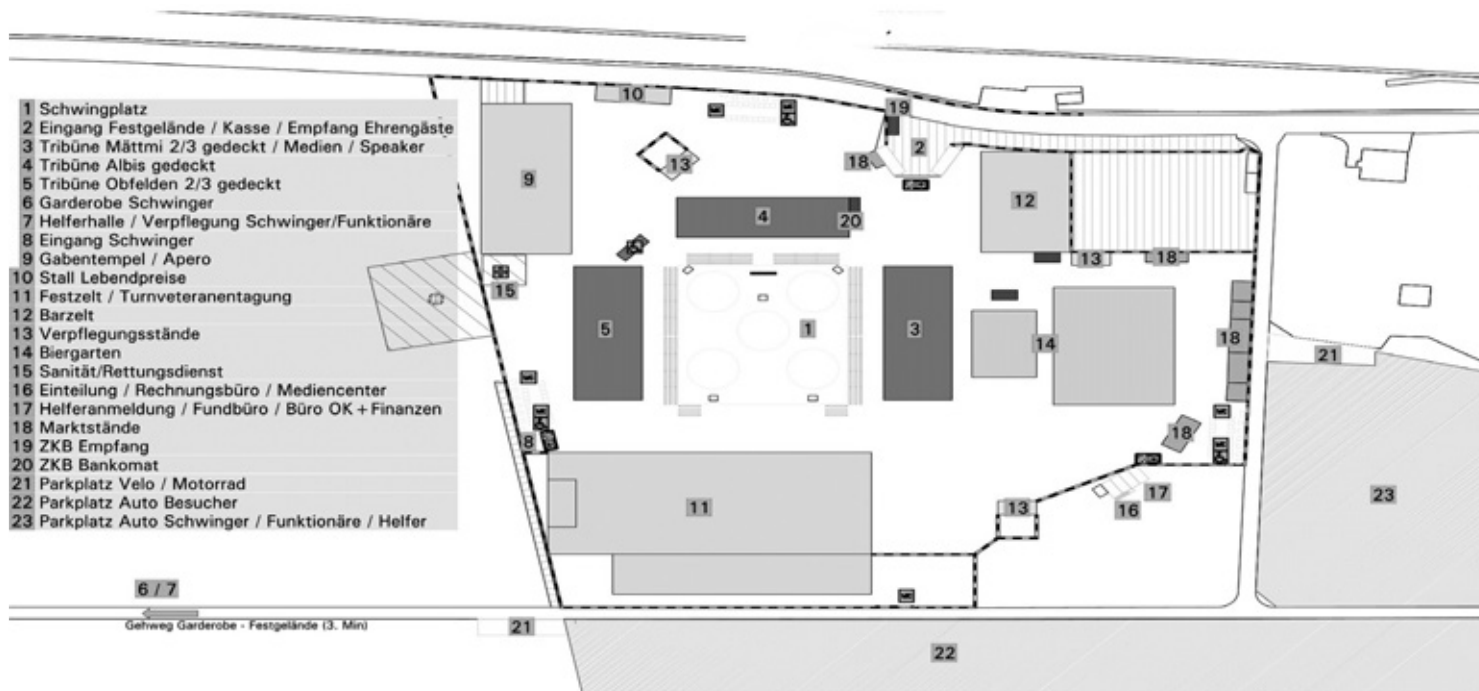 1 Schwingplatz
2 Eingang Festgelände / Kasse / Empfang Ehrengäste
3 Tribüne Mättmi 2/3 gedeckt / Medien / Speaker
4 Tribüne Albis gedeckt
5 Tribüne Obfelden 2/3 gedeckt
6 Garderobe Schwinger
7 Helferhalle / Verpflegung Schwinger/Funktionäre
8 Eingang Schwinger
9 Gabentempel / Apero
10 Stall Lebendpreise
11 Festzelt / Turnveteranentagung
12 Barzelt
13 Verpflegungsstände
14 Biergarten
15 Sanität/Rettungsdienst
16 Einteilung / Rechnungsbüro / Mediencenter
17 Helferanmeldung / Fundbüro / Büro OK + Finanzen
18 Marktstände
19 ZKB Empfang
20 ZKB Bankomat
21 Parkplatz Velo / Motorrad
22 Parkplatz Auto Besucher
23 Parkplatz Auto Schwinger / Funktionäre / Helfer
10
19
2
13
18
9
12
4
20
13
18
15
5
1
3
14
18
21
8
18
11
13
17
16
23
6 / 7
Gehweg Garderobe - Festgelände (3. Min)
21
22